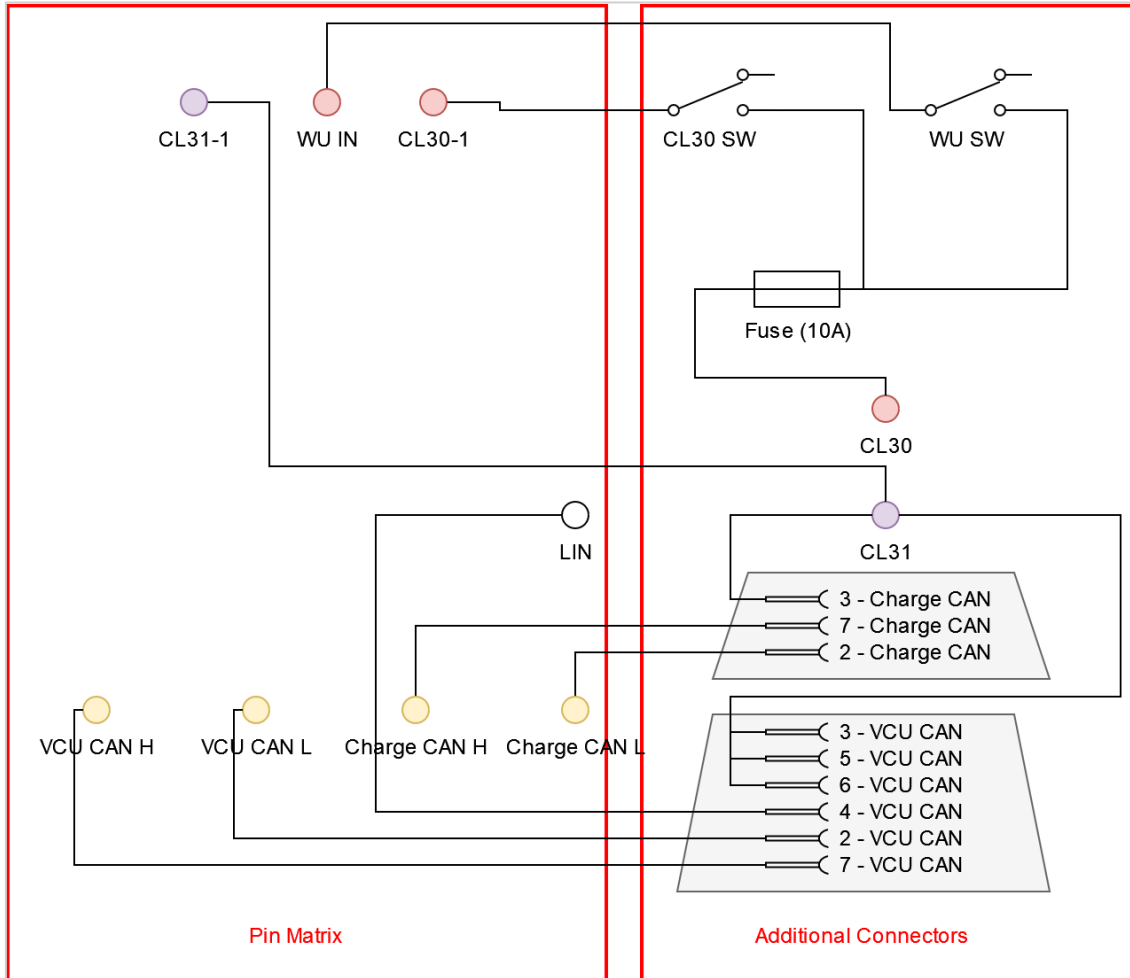 CL31-1
WU IN
CL30-1
CL30 SW
WU SW
Fuse (10A)
CL30
LIN
CL31
3 - Charge CAN
7 - Charge CAN
2 - Charge CAN
VCU CAN H
VCU CAN L
Charge CAN H
Charge CAN L
3 - VCU CAN
5 - VCU CAN
6 - VCU CAN
4 - VCU CAN
2 - VCU CAN
7 - VCU CAN
Pin Matrix
Additional Connectors